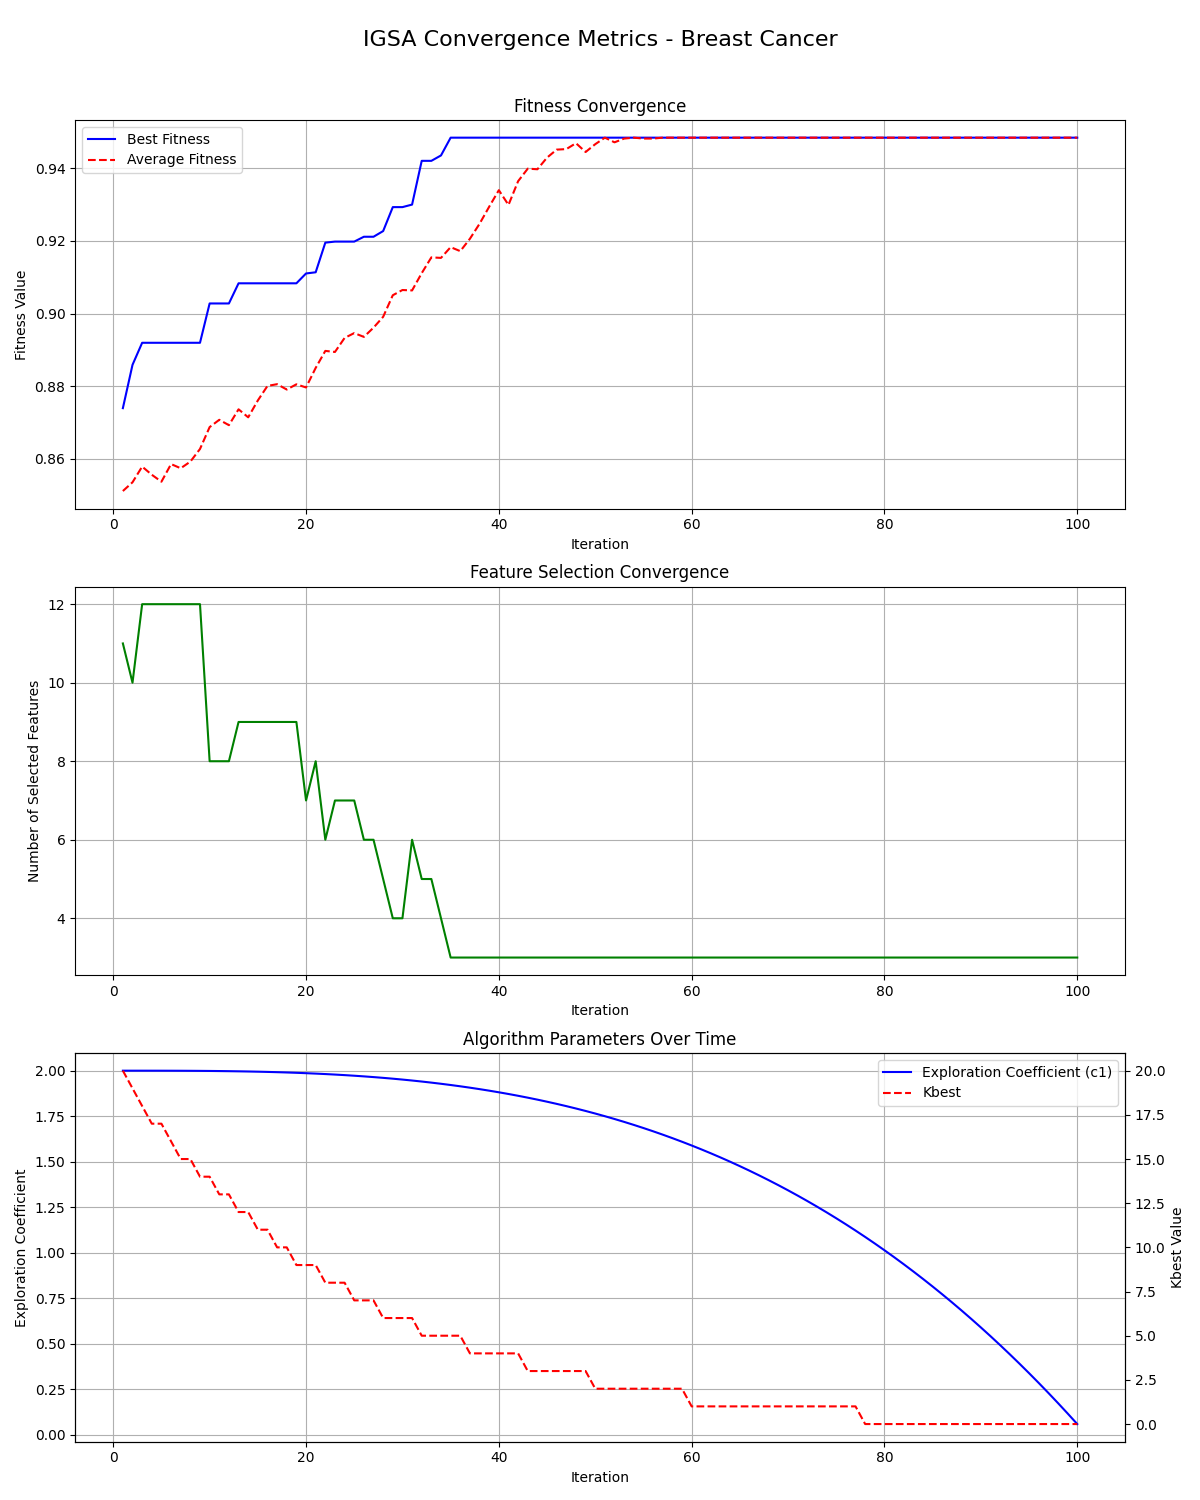 IGSA Convergence Metrics - Breast Cancer
Fitness Convergence
Best Fitness
Average Fitness
Fitness Value
0.94
0.92
0.90
0.88
0.86
0 20 40 60 80 100
Iteration
Feature Selection Convergence
Number of Selected Features
12
10
8
6
4
0 20 40 60 80 100
Iteration
Algorithm Parameters Over Time
Exploration Coefficient (c1)
Kbest
Exploration Coefficient
2.00
1.75
1.50
1.25
1.00
0.75
0.50
0.25
0.00
20.0
17.5
15.0
12.5
10.0
7.5
5.0
2.5
0.0
Kbest Value
0 20 40 60 80 100
Iteration